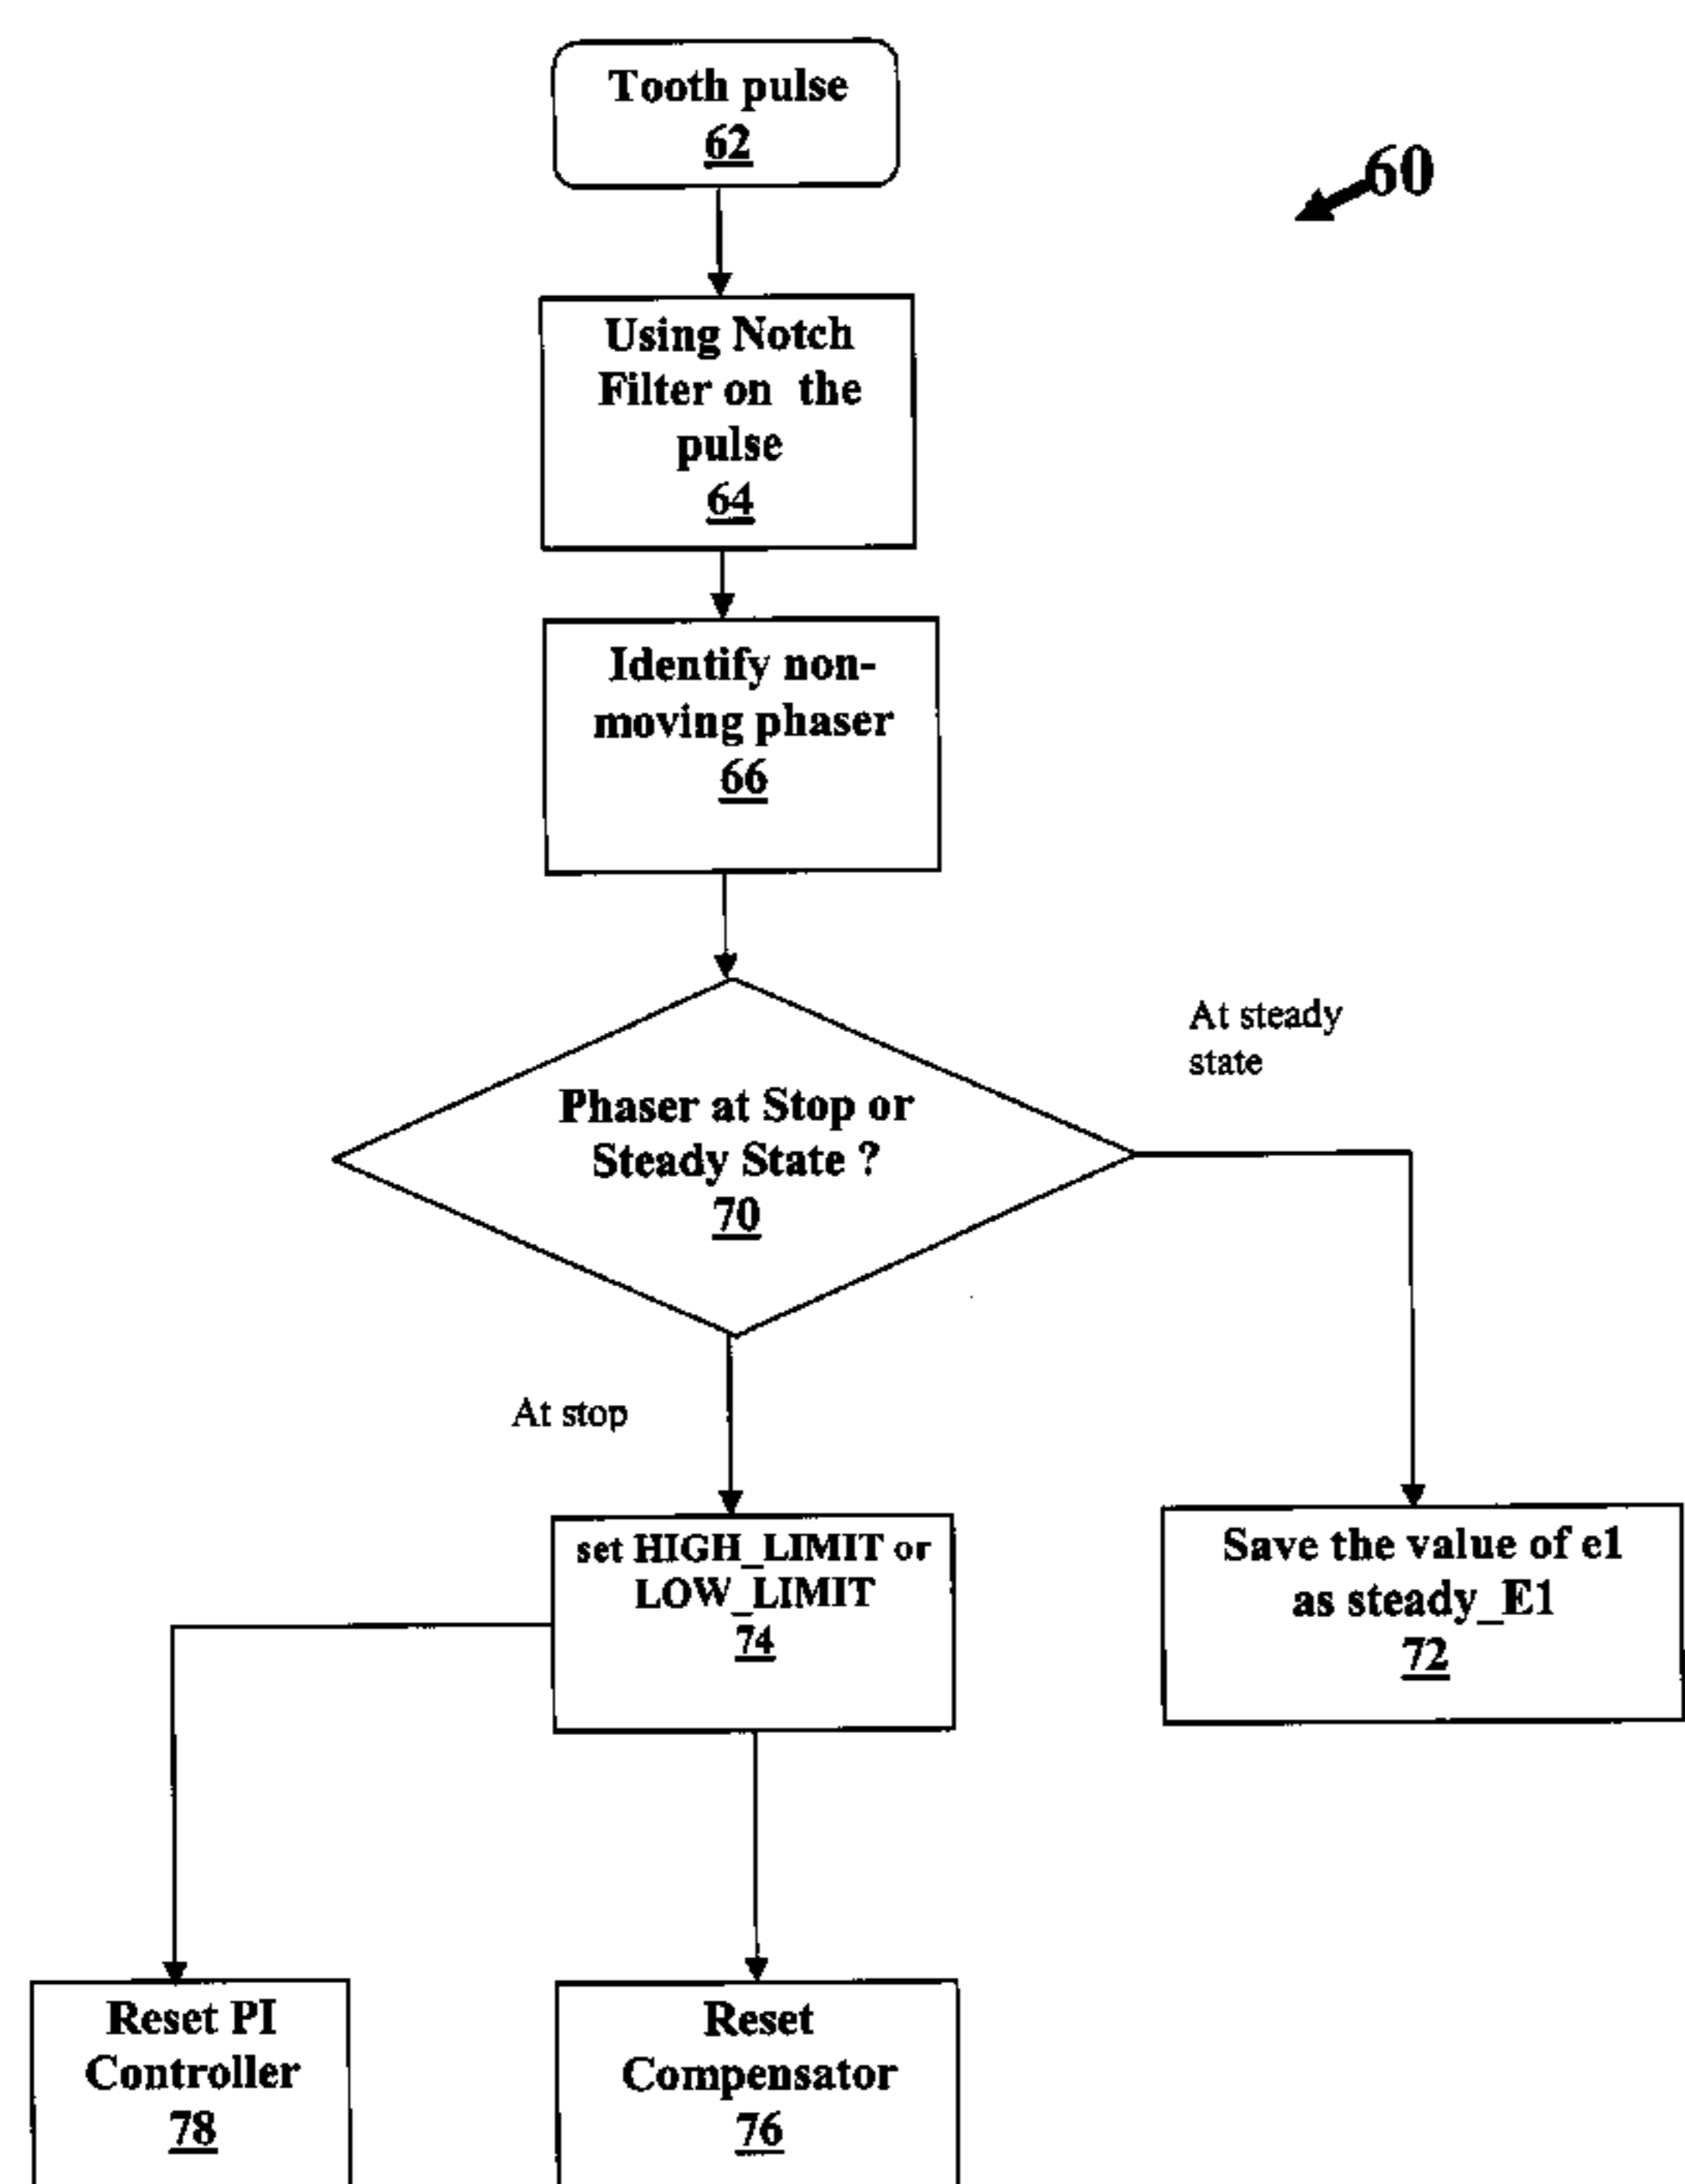 Tooth pulse
62
60
Using Notch
Filter on the
pulse
64
Identify non-
moving phaser
66
At steady
state
Phaser at Stop or
Steady State ?
70
At stop
set HIGH_LIMIT or
LOW_LIMIT
74
Save the value of e1
as steady_E1
72
Reset PI
Controller
78
Reset
Compensator
76